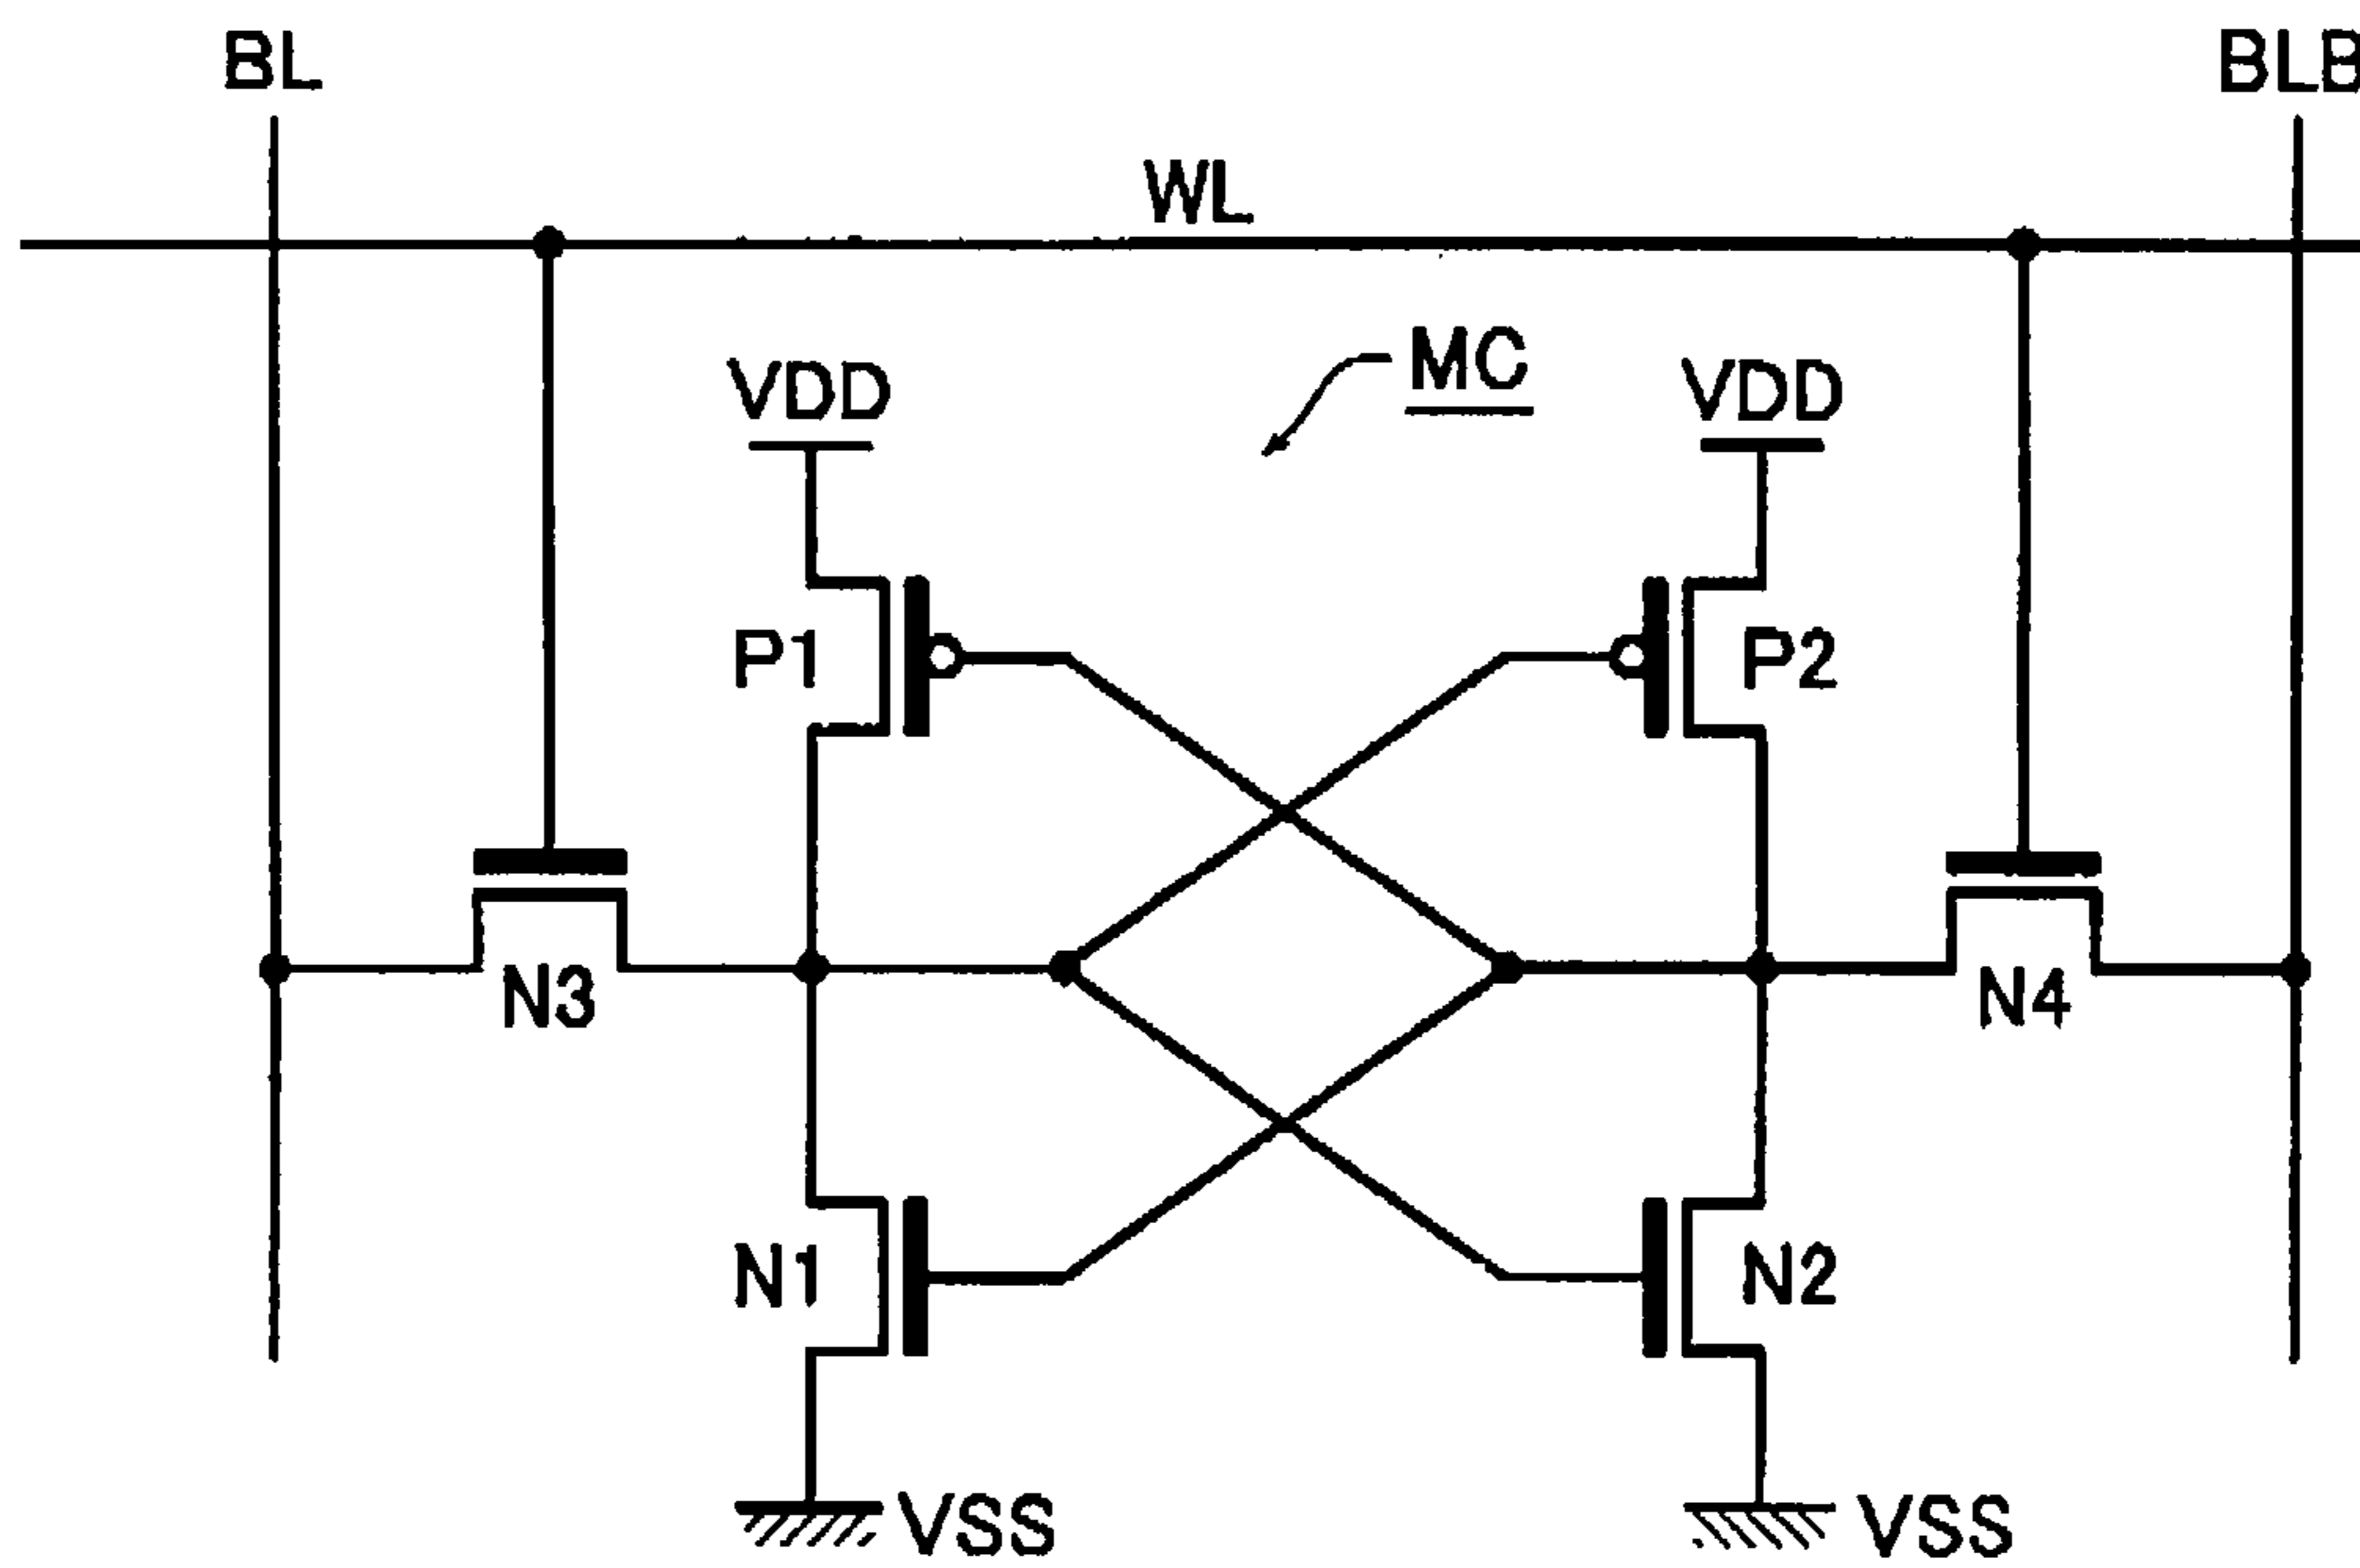 BL BLB
WL
MC
VDD VDD
P1 P2
N3 N4
N1 N2
VSS VSS